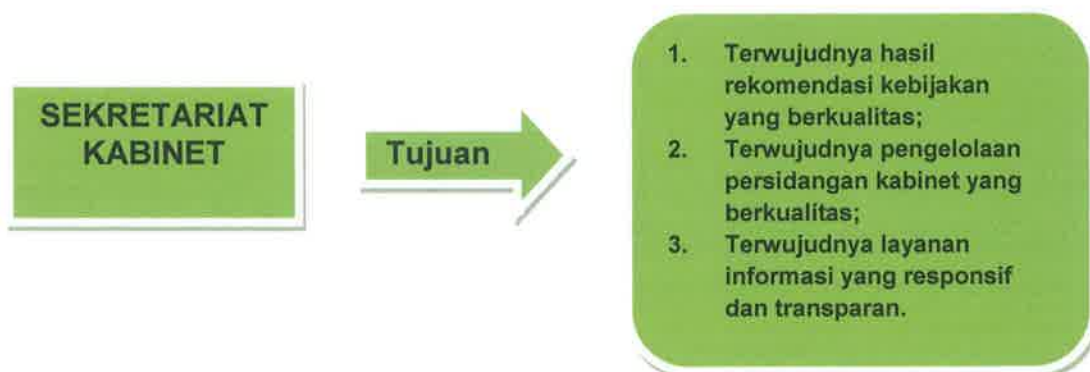 SEKRETARIAT
KABINET
Tujuan
1. Terwujudnya hasil
rekomendasi kebijakan
yang berkualitas;
2. Terwujudnya pengelolaan
persidangan kabinet yang
berkualitas;
3. Terwujudnya layanan
informasi yang responsif
dan transparan.